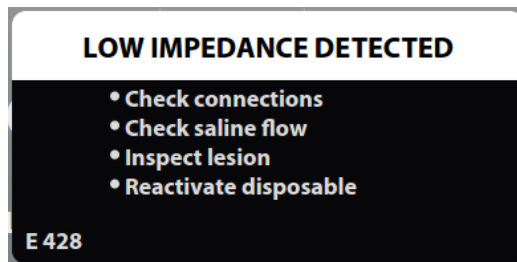 LOW IMPEDANCE DETECTED
• Check connections
• Check saline flow
• Inspect lesion
• Reactivate disposable
E 428